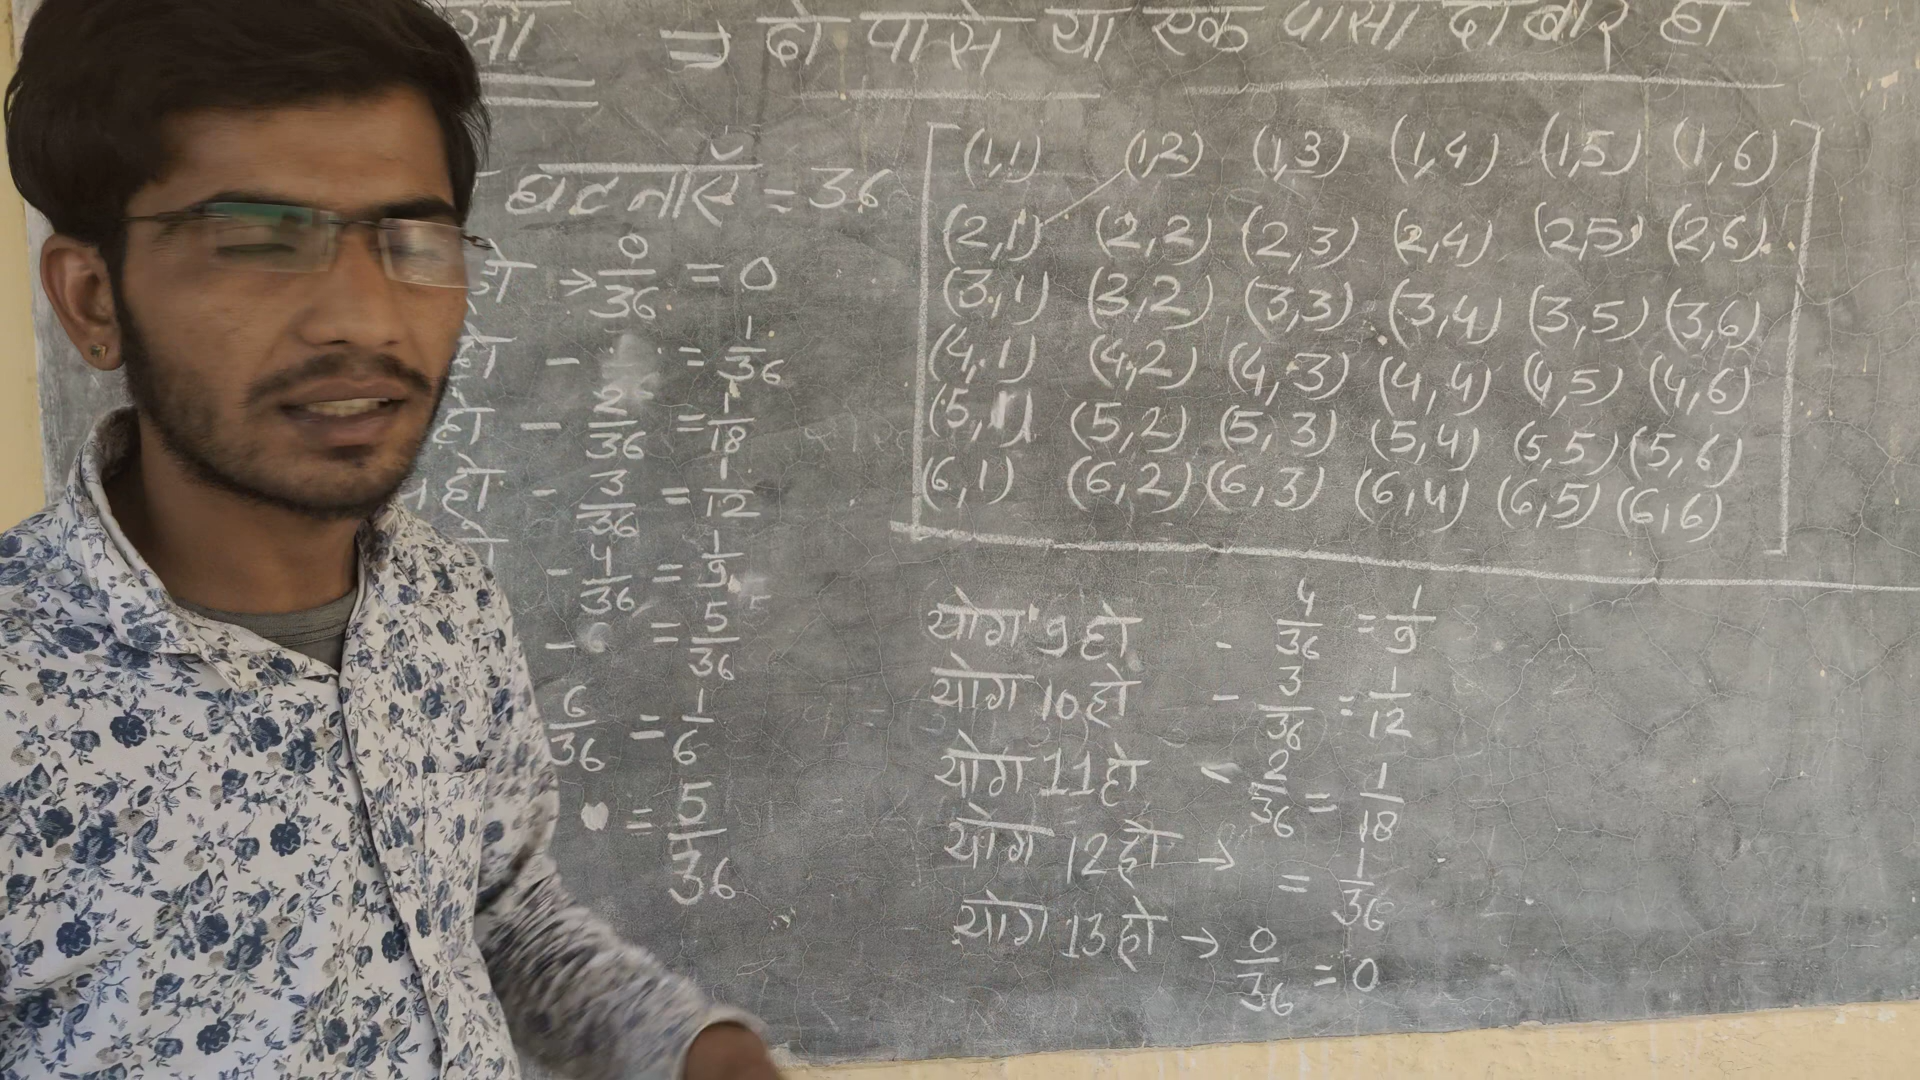 ⇒ दो पासे या एक पासा दो बार हो
घटनाएँ = 36
हो → 0/36 = 0
हो - = 1/36
हो - 2/36 = 1/18
हो - 3/36 = 1/12
- 4/36 = 1/9
- = 5/36
6/36 = 1/6
= 5/36
(1,1) (1,2) (1,3) (1,4) (1,5) (1,6)
(2,1) (2,2) (2,3) (2,4) (2,5) (2,6)
(3,1) (3,2) (3,3) (3,4) (3,5) (3,6)
(4,1) (4,2) (4,3) (4,4) (4,5) (4,6)
(5,1) (5,2) (5,3) (5,4) (5,5) (5,6)
(6,1) (6,2) (6,3) (6,4) (6,5) (6,6)
योग 9 हो - 4/36 = 1/9
योग 10 हो - 3/36 = 1/12
योग 11 हो - 2/36 = 1/18
योग 12 हो → = 1/36
योग 13 हो → 0/36 = 0